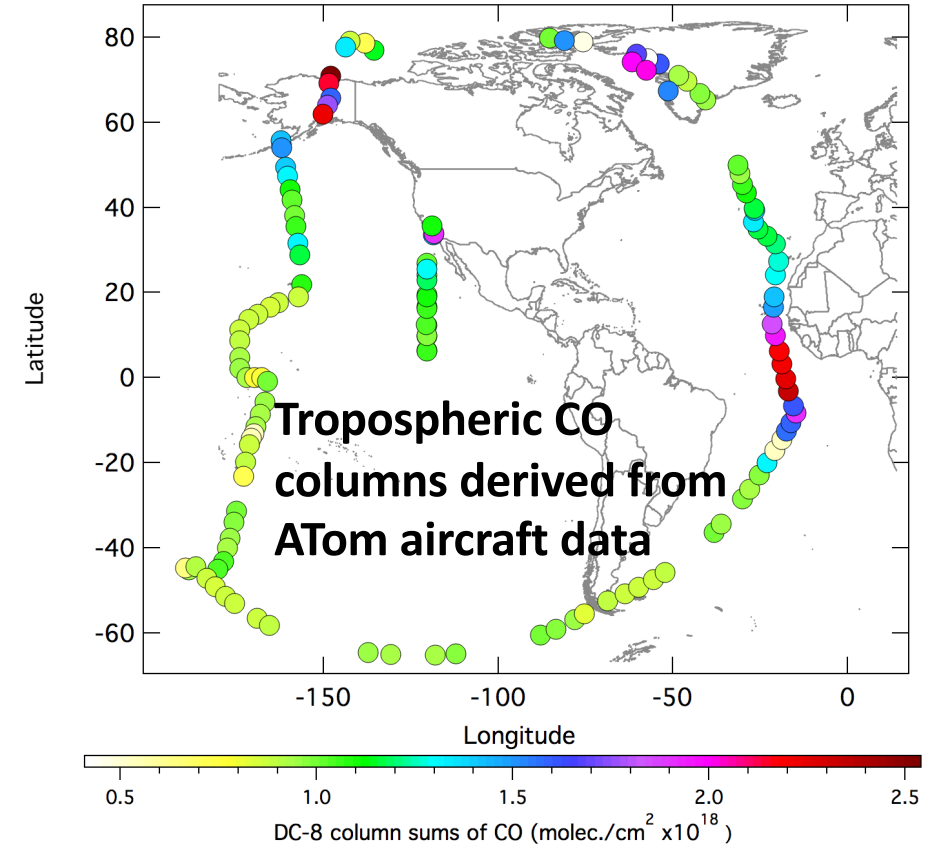 80
60
40
20
0
-20
-40
-60
Latitude
Tropospheric CO
columns derived from
ATom aircraft data
-150 -100 -50 0
Longitude
0.5 1.0 1.5 2.0 2.5
DC-8 column sums of CO (molec./cm² x10¹⁸ )